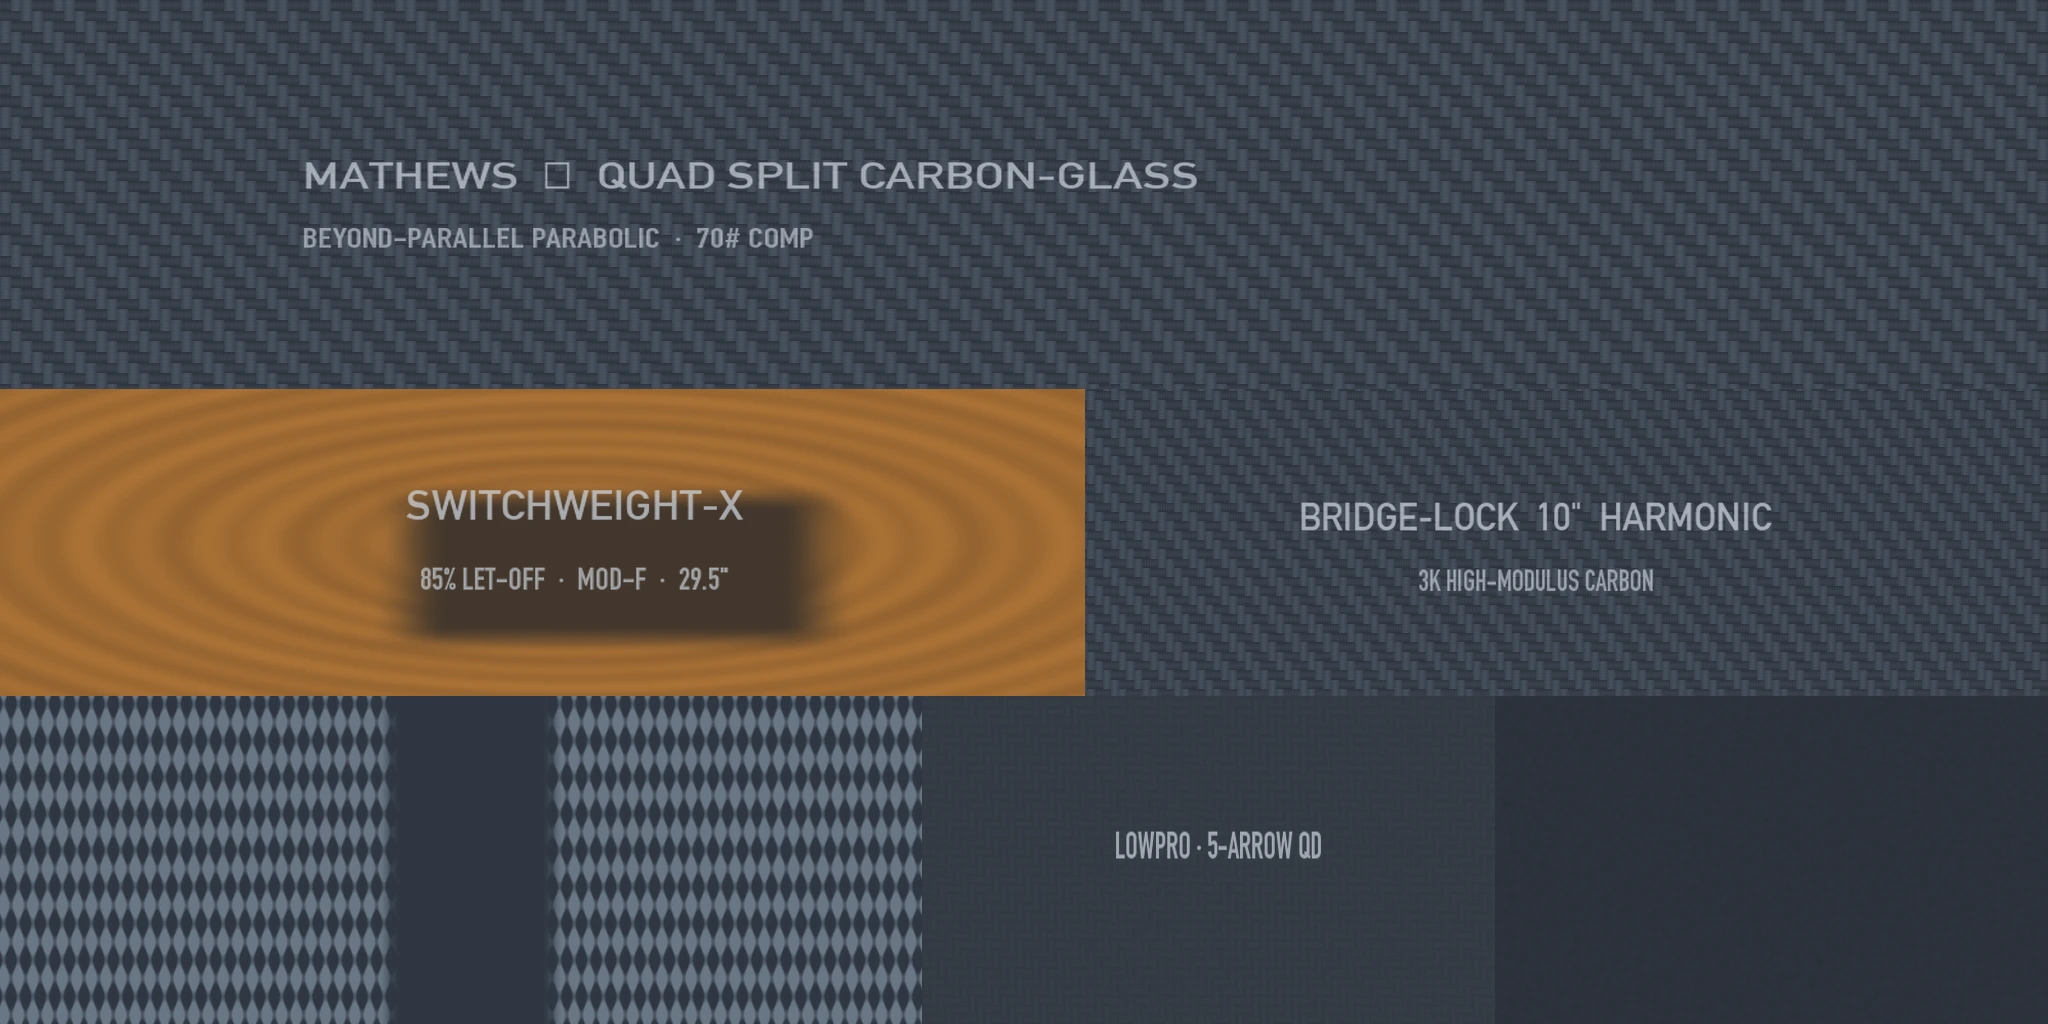 MATHEWS □ QUAD SPLIT CARBON-GLASS
BEYOND-PARALLEL PARABOLIC · 70# COMP
SWITCHWEIGHT-X
85% LET-OFF · MOD-F · 29.5"
BRIDGE-LOCK 10" HARMONIC
3K HIGH-MODULUS CARBON
LOWPRO · 5-ARROW QD